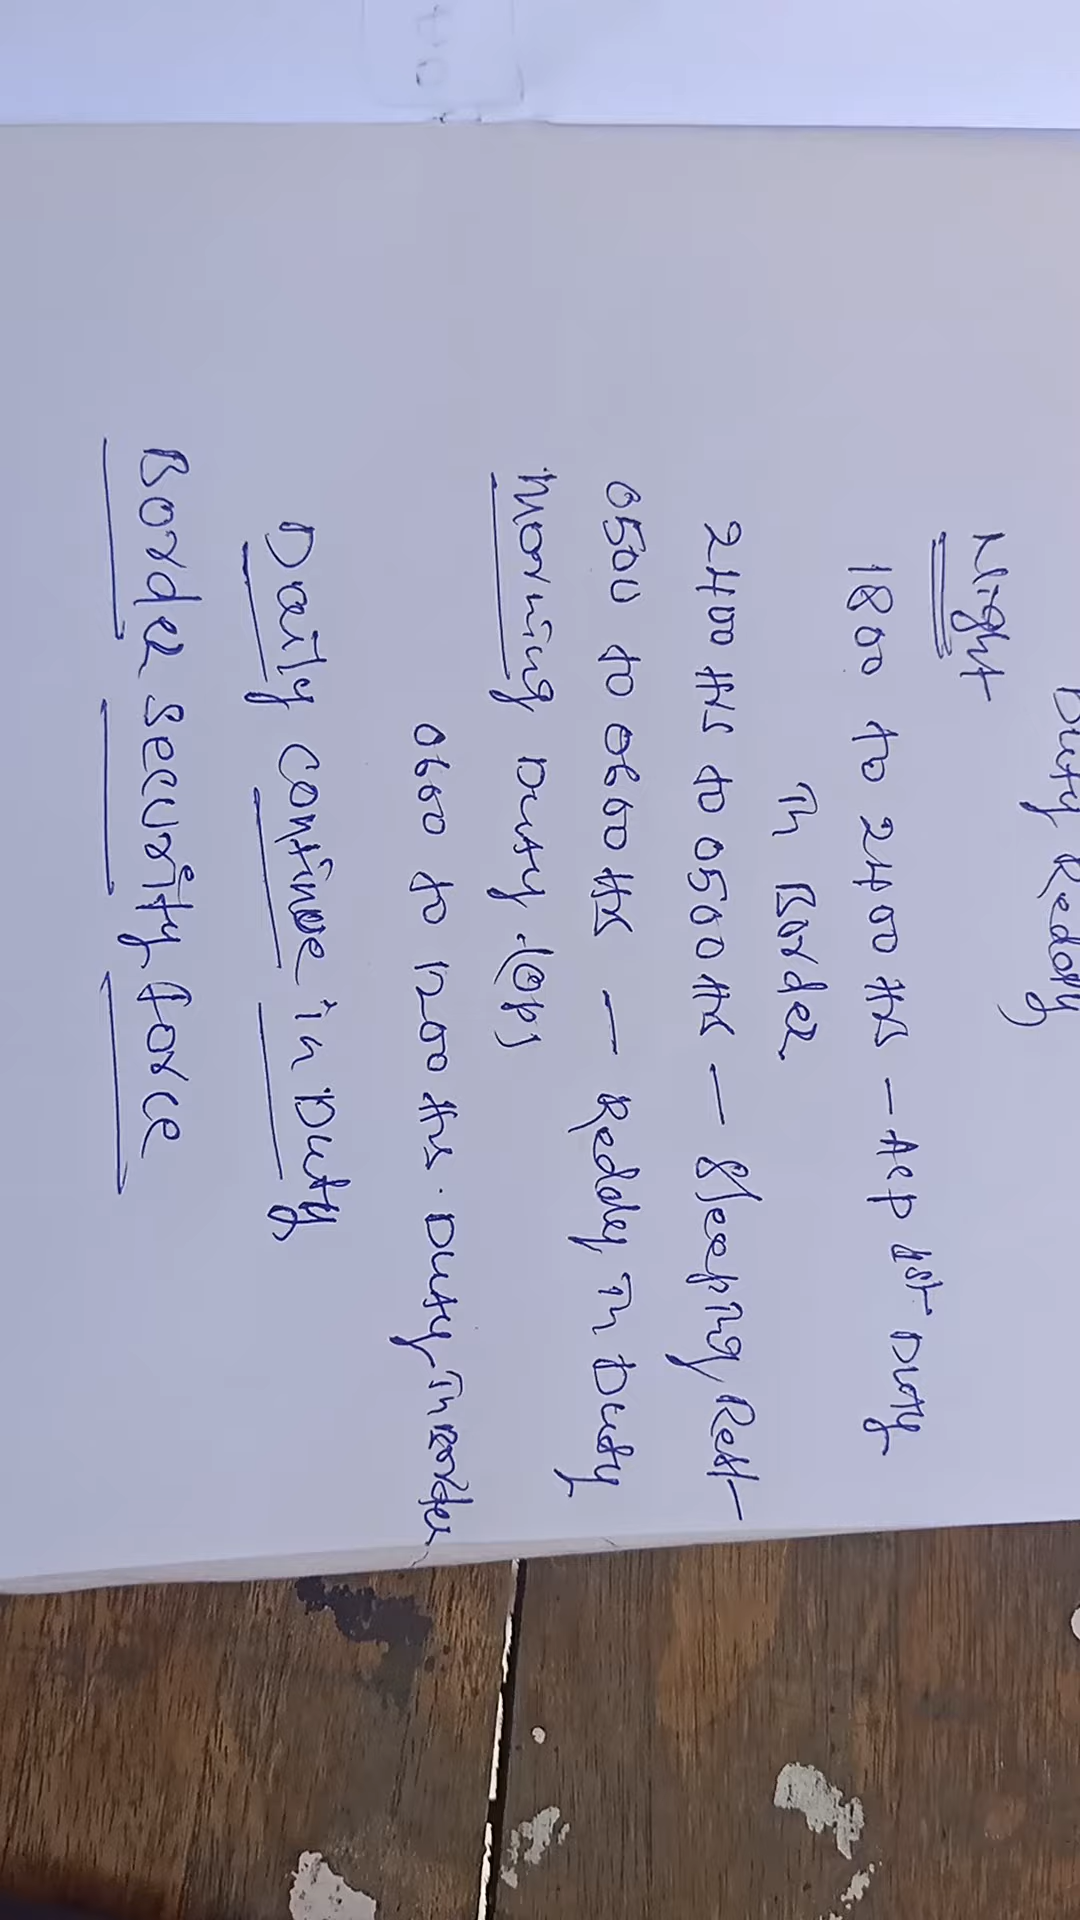 Duty Reddy
Night
1800 to 2400 Hrs - Acp 1st Duty
In Border
2400 Hrs to 0500 Hrs - Sleeping Rest
0500 to 0600 Hrs - Reddy In Duty
Morning Duty
0600 to 1200 Hrs. Duty In Border
Daily Continue in Duty
Border Security force